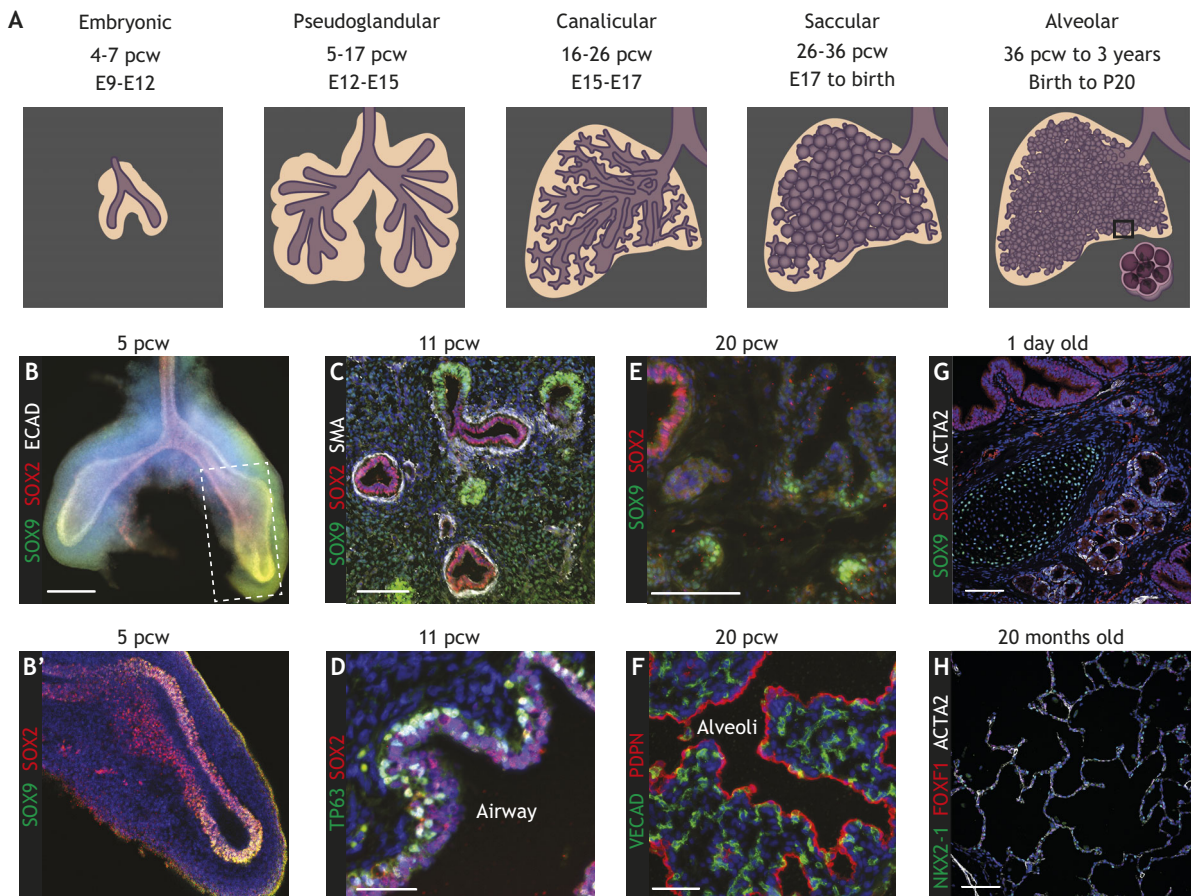 A
Embryonic
4-7 pcw
E9-E12
Pseudoglandular
5-17 pcw
E12-E15
Canalicular
16-26 pcw
E15-E17
Saccular
26-36 pcw
E17 to birth
Alveolar
36 pcw to 3 years
Birth to P20
5 pcw
B
SOX9 SOX2 ECAD
11 pcw
C
SOX9 SOX2 SMA
20 pcw
E
SOX9 SOX2
1 day old
G
SOX9 SOX2 ACTA2
5 pcw
B'
SOX9 SOX2
11 pcw
D
TP63 SOX2
Airway
20 pcw
F
VECAD PDPN
Alveoli
20 months old
H
NKX2-1 FOXF1 ACTA2